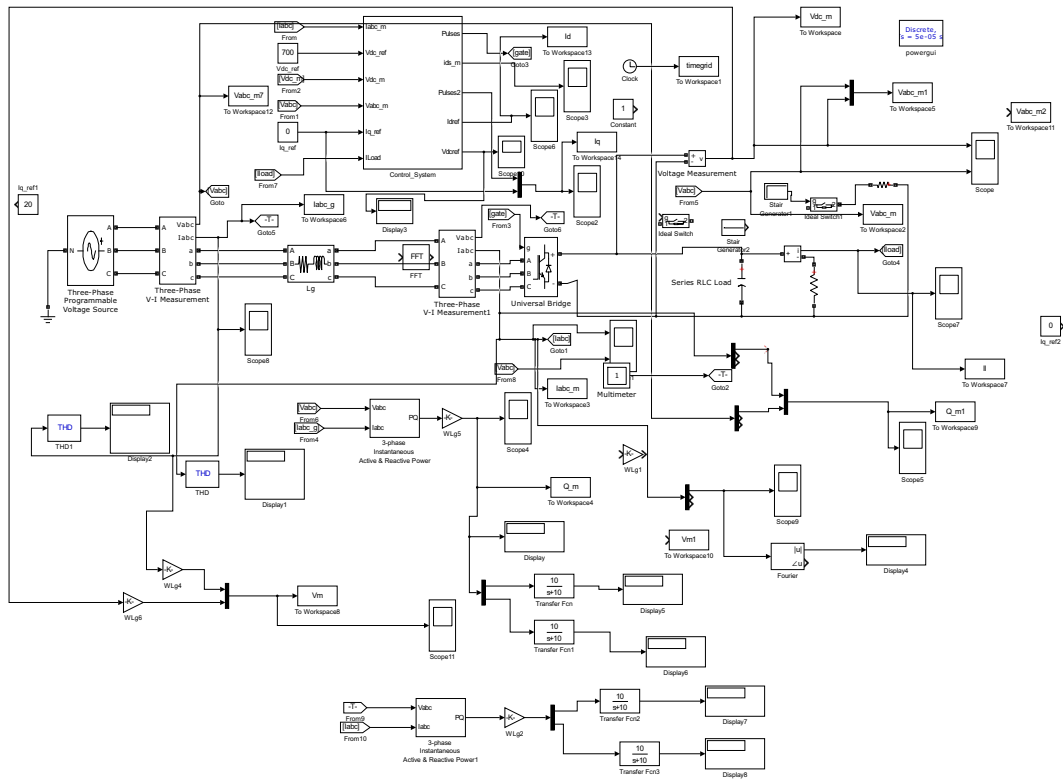 [Iabc]
From
Iabc_m
Pulses
[gate]
Goto3
Id
To Workspace13
Vdc_m
To Workspace
Discrete,
s = 5e-05 s
powergui
700
Vdc_ref
Vdc_ref
ids_m
Scope3
Clock
timegrid
To Workspace1
[Vdc_m]
From2
Vdc_m
Pulses2
Vabc_m7
To Workspace12
[Vabc]
From1
Vabc_m
Idref
Scope6
1
Constant
Vabc_m1
To Workspace5
Vabc_m2
To Workspace11
0
Iq_ref
Iq_ref
Vdcref
Iq
To Workspace14
ILoad
Control_System
[Iload]
From7
Scope2
+
-
v
Voltage Measurement
Scope
Iq_ref1
20
[Vabc]
Goto
Iabc_g
To Workspace6
-T-
Goto5
Display3
[gate]
From3
-T-
Goto6
[Vabc]
From5
Stair
Generator1
Ideal Switch1
Vabc_m
To Workspace2
Ideal Switch
Stair
Generator2
N
A
B
C
Three-Phase
Programmable
Voltage Source
A
B
C
Vabc
Iabc
a
b
c
Three-Phase
V-I Measurement
A
B
C
a
b
c
Lg
FFT
FFT
A
B
C
Vabc
Iabc
a
b
c
Three-Phase
V-I Measurement1
g
A
B
C
+
-
Universal Bridge
Series RLC Load
+
-
i
[Iload]
Goto4
Scope7
0
Iq_ref2
Scope8
[Iabc]
Goto1
[Vabc]
From8
1
Multimeter
-T-
Goto2
Il
To Workspace7
Iabc_m
To Workspace3
[Vabc]
From6
[Iabc_g]
From4
Vabc
Iabc
PQ
3-phase
Instantaneous
Active & Reactive Power
-K-
WLg5
Scope4
Q_m1
To Workspace9
Scope5
THD
THD1
Display2
THD
THD
Display1
-K-
WLg1
Q_m
To Workspace4
Scope9
Display
Vm1
To Workspace10
|u|
∠u
Fourier
Display4
-K-
WLg4
-K-
WLg6
Vm
To Workspace8
Scope11
10
s+10
Transfer Fcn
Display5
10
s+10
Transfer Fcn1
Display6
-T-
From9
[Iabc]
From10
Vabc
Iabc
PQ
3-phase
Instantaneous
Active & Reactive Power1
-K-
WLg2
10
s+10
Transfer Fcn2
Display7
10
s+10
Transfer Fcn3
Display8